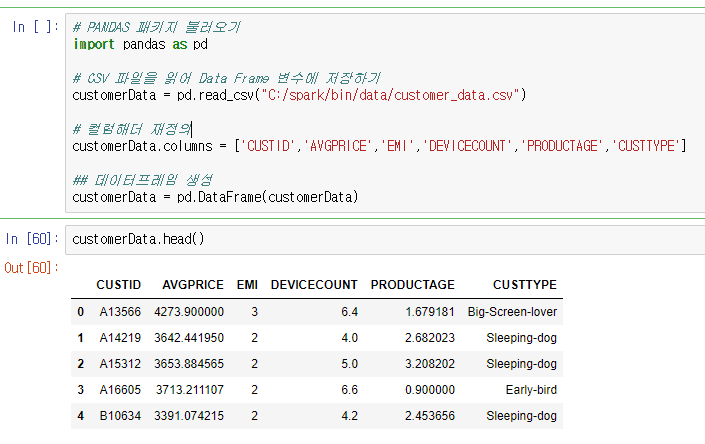 In [ ]:
# PANDAS 패키지 불러오기
import pandas as pd
# CSV 파일을 읽어 Data Frame 변수에 저장하기
customerData = pd.read_csv("C:/spark/bin/data/customer_data.csv")
# 컬럼해더 재정의
customerData.columns = ['CUSTID','AVGPRICE','EMI','DEVICECOUNT','PRODUCTAGE','CUSTTYPE']
## 데이터프레임 생성
customerData = pd.DataFrame(customerData)
In [60]: customerData.head()
Out[60]:
CUSTID AVGPRICE EMI DEVICECOUNT PRODUCTAGE CUSTTYPE
0 A13566 4273.900000 3 6.4 1.679181 Big-Screen-lover
1 A14219 3642.441950 2 4.0 2.682023 Sleeping-dog
2 A15312 3653.884565 2 5.0 3.208202 Sleeping-dog
3 A16605 3713.211107 2 6.6 0.900000 Early-bird
4 B10634 3391.074215 2 4.2 2.453656 Sleeping-dog